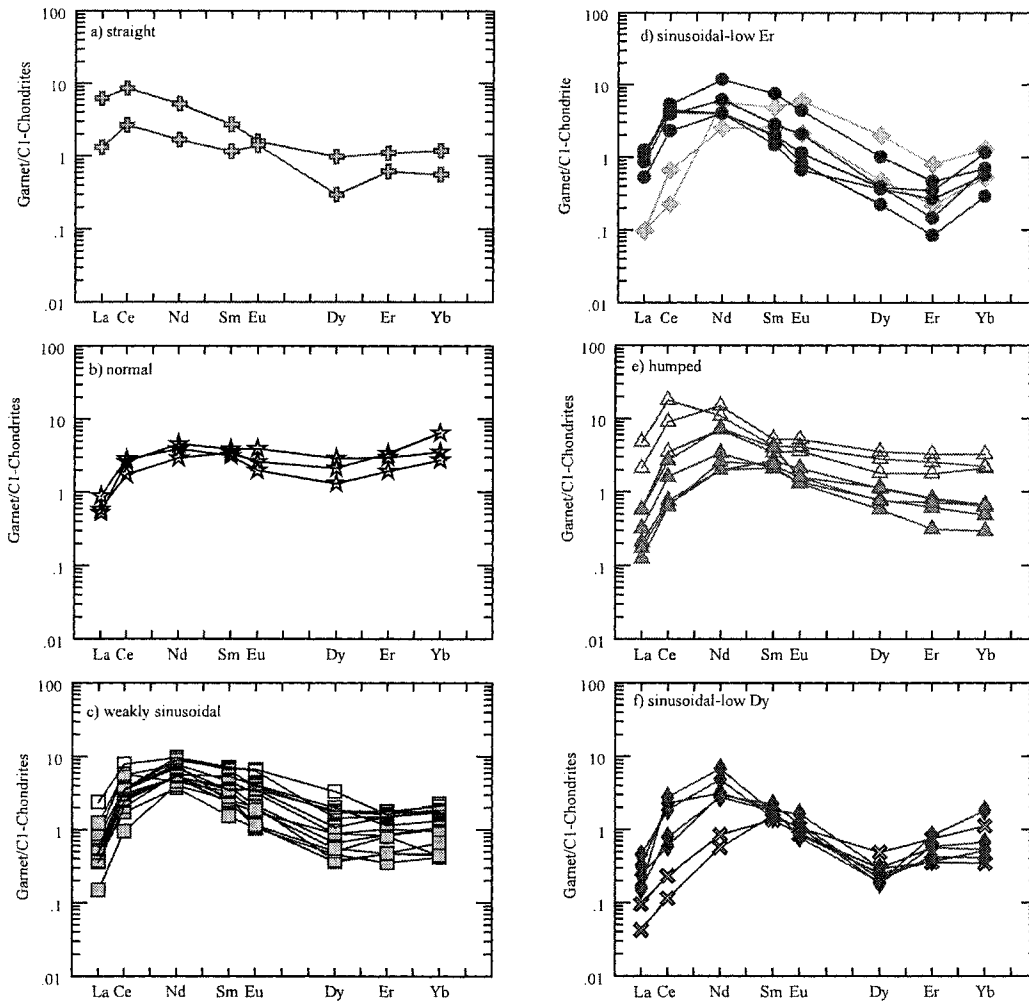 a) straight
100
10
1
.1
.01
Garnet/C1-Chondrites
La Ce Nd Sm Eu Dy Er Yb
b) normal
100
10
1
.1
.01
Garnet/C1-Chondrites
La Ce Nd Sm Eu Dy Er Yb
c) weakly sinusoidal
100
10
1
.1
.01
Garnet/C1-Chondrites
La Ce Nd Sm Eu Dy Er Yb
d) sinusoidal-low Er
100
10
1
.1
.01
Garnet/C1-Chondrite
La Ce Nd Sm Eu Dy Er Yb
e) humped
100
10
1
.1
.01
Garnet/C1-Chondrites
La Ce Nd Sm Eu Dy Er Yb
f) sinusoidal-low Dy
100
10
1
.1
.01
Garnet/C1-Chondrites
La Ce Nd Sm Eu Dy Er Yb